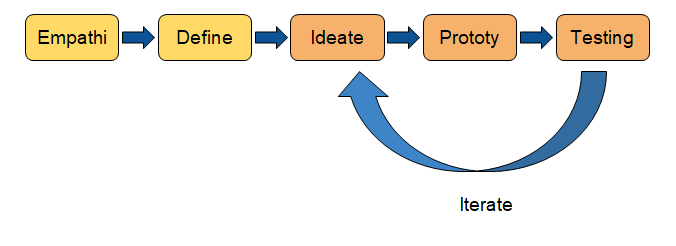 Empathi
Define
Ideate
Prototy
Testing
Iterate